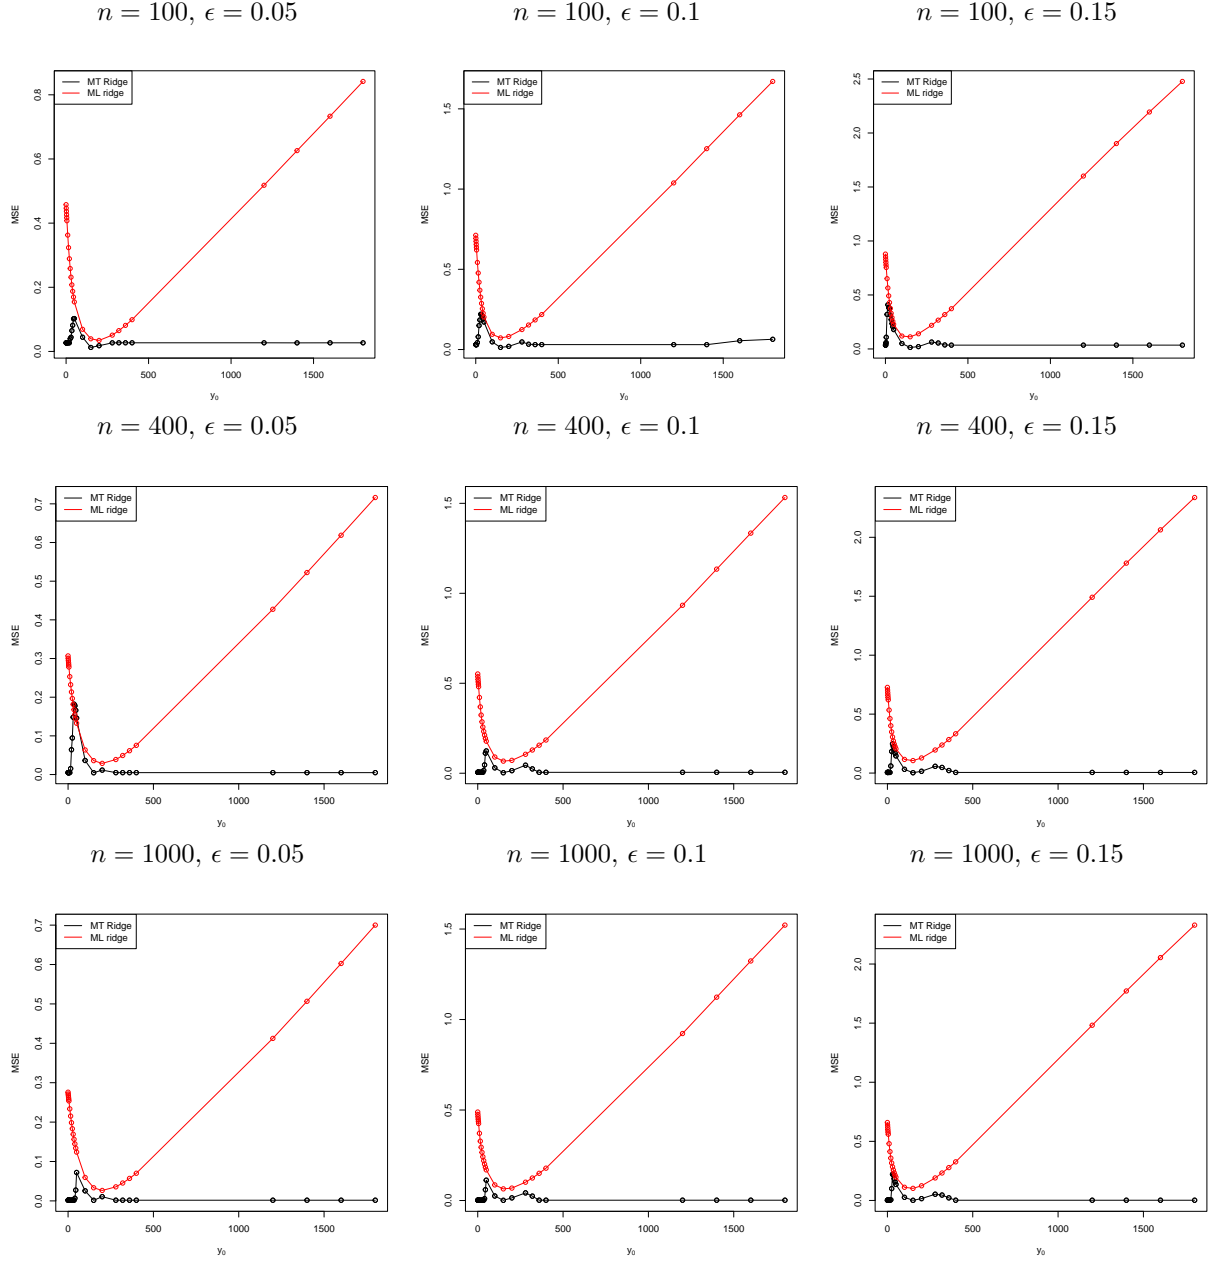 n = 100, ϵ = 0.05
n = 100, ϵ = 0.1
n = 100, ϵ = 0.15
MT Ridge
ML ridge
MSE
0.0
0.2
0.4
0.6
0.8
0
500
1000
1500
y₀
MT Ridge
ML ridge
MSE
0.0
0.5
1.0
1.5
0
500
1000
1500
y₀
MT Ridge
ML ridge
MSE
0.0
0.5
1.0
1.5
2.0
2.5
0
500
1000
1500
y₀
n = 400, ϵ = 0.05
n = 400, ϵ = 0.1
n = 400, ϵ = 0.15
MT Ridge
ML ridge
MSE
0.0
0.1
0.2
0.3
0.4
0.5
0.6
0.7
0
500
1000
1500
y₀
MT Ridge
ML ridge
MSE
0.0
0.5
1.0
1.5
0
500
1000
1500
y₀
MT Ridge
ML ridge
MSE
0.0
0.5
1.0
1.5
2.0
0
500
1000
1500
y₀
n = 1000, ϵ = 0.05
n = 1000, ϵ = 0.1
n = 1000, ϵ = 0.15
MT Ridge
ML ridge
MSE
0.0
0.1
0.2
0.3
0.4
0.5
0.6
0.7
0
500
1000
1500
y₀
MT Ridge
ML ridge
MSE
0.0
0.5
1.0
1.5
0
500
1000
1500
y₀
MT Ridge
ML ridge
MSE
0.0
0.5
1.0
1.5
2.0
0
500
1000
1500
y₀